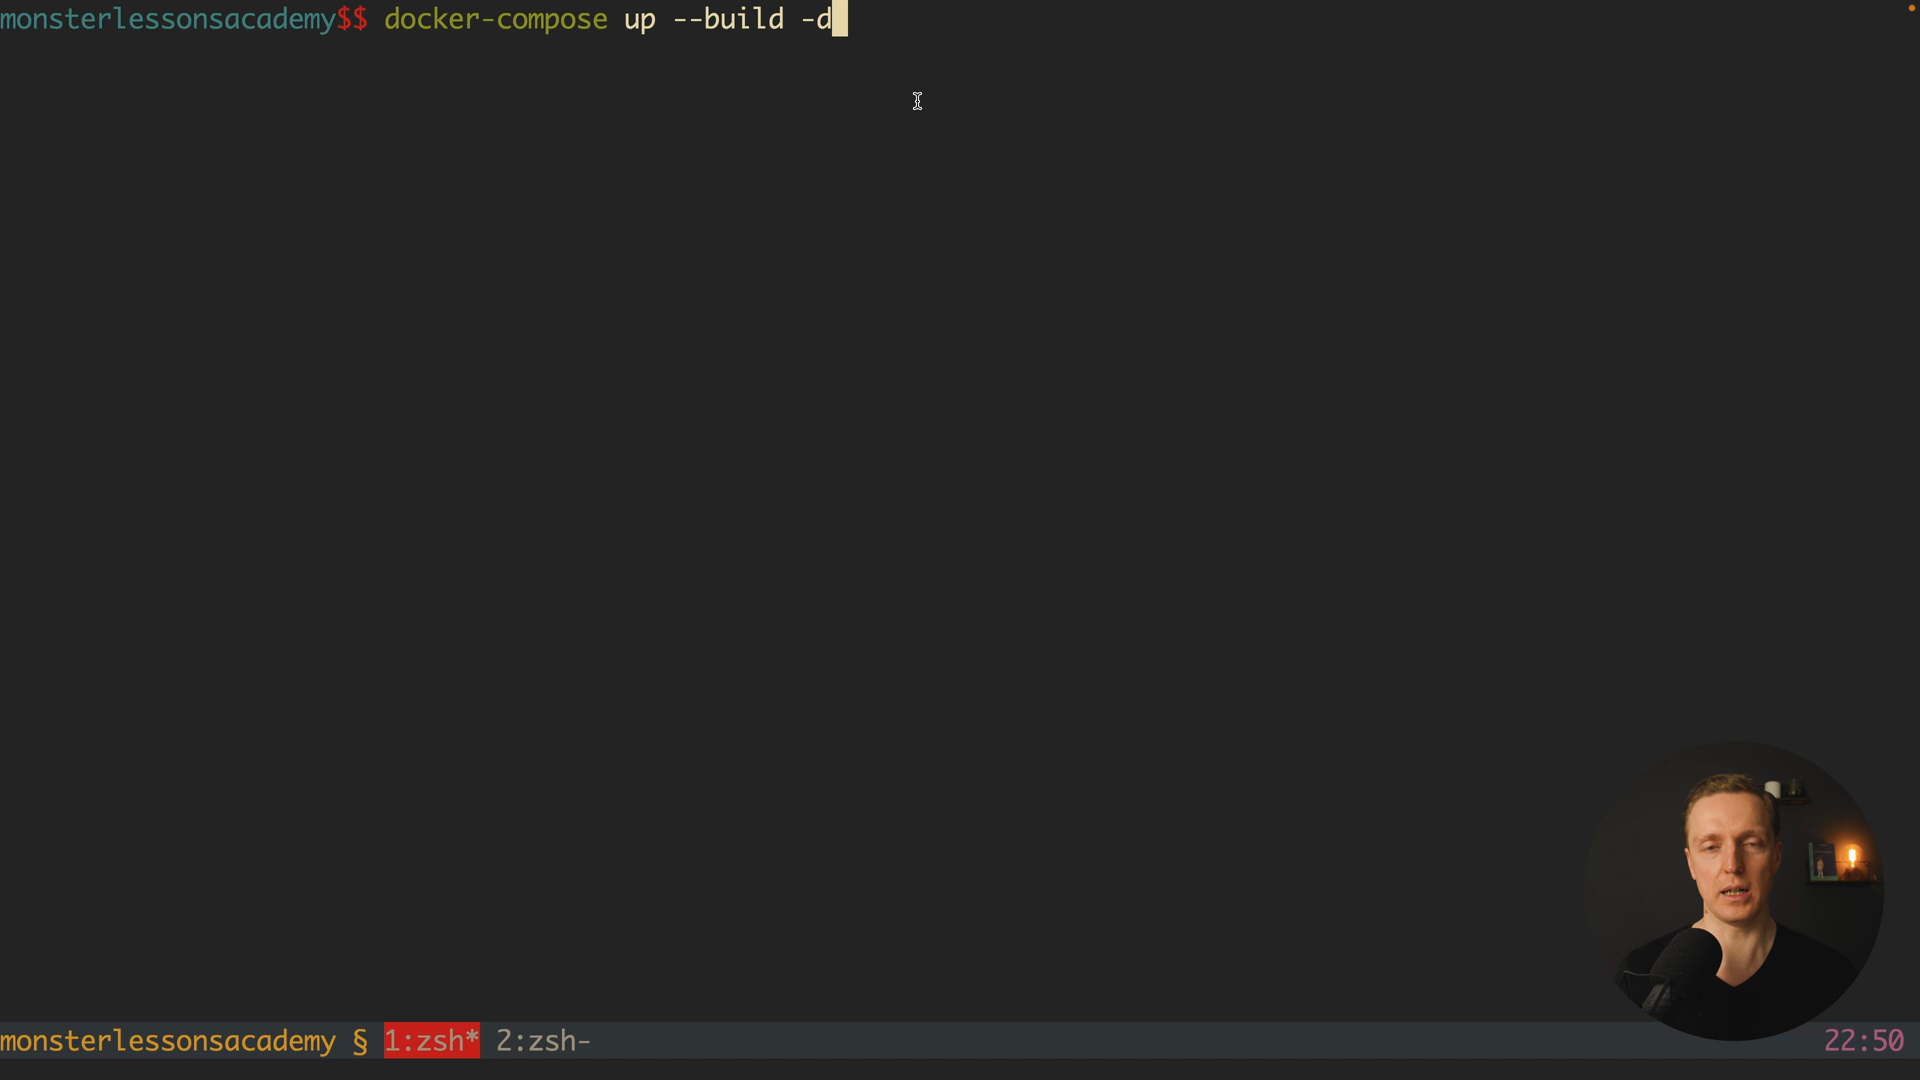 monsterlessonsacademy$$ docker-compose up --build -d
monsterlessonsacademy § 1:zsh* 2:zsh- 22:50